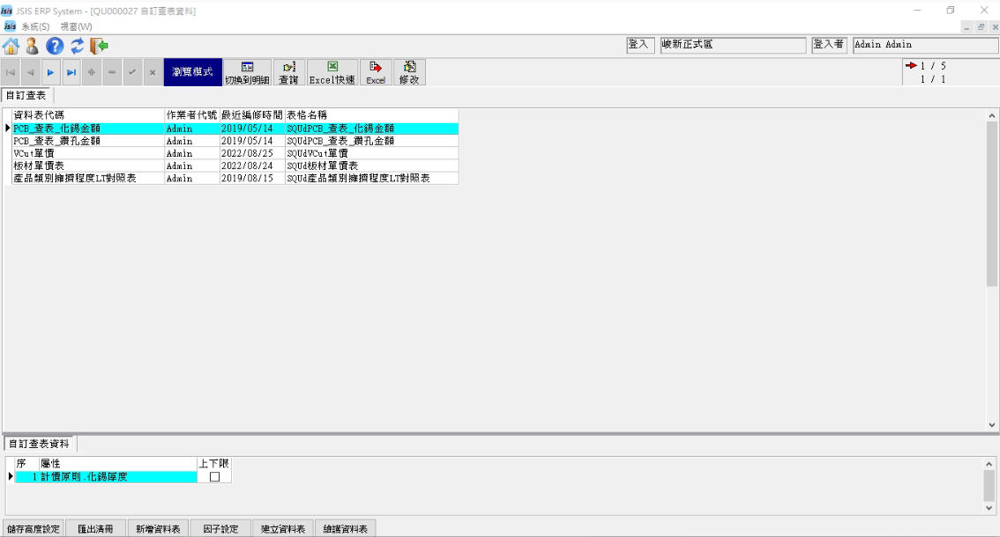 jsis JSIS ERP System - [QU000027 自訂查表資料]
jsis 系統(S) 視窗(W)
登入 峻新正式區 登入者 Admin Admin
瀏覽模式 切換到明細 查詢 Excel快速 Excel 修改
1 / 5
1 / 1
自訂查表
資料表代碼 作業者代號 最近編修時間 表格名稱
PCB_查表_化錫金額 Admin 2019/05/14 SQUdPCB_查表_化錫金額
PCB_查表_鑽孔金額 Admin 2019/05/14 SQUdPCB_查表_鑽孔金額
VCut單價 Admin 2022/08/25 SQUdVCut單價
板材單價表 Admin 2022/08/24 SQUd板材單價表
產品類別擁擠程度LT對照表 Admin 2019/08/15 SQUd產品類別擁擠程度LT對照表
自訂查表資料
序 屬性 上下限
1 計價原則.化錫厚度
儲存高度設定 匯出清冊 新增資料表 因子設定 建立資料表 維護資料表